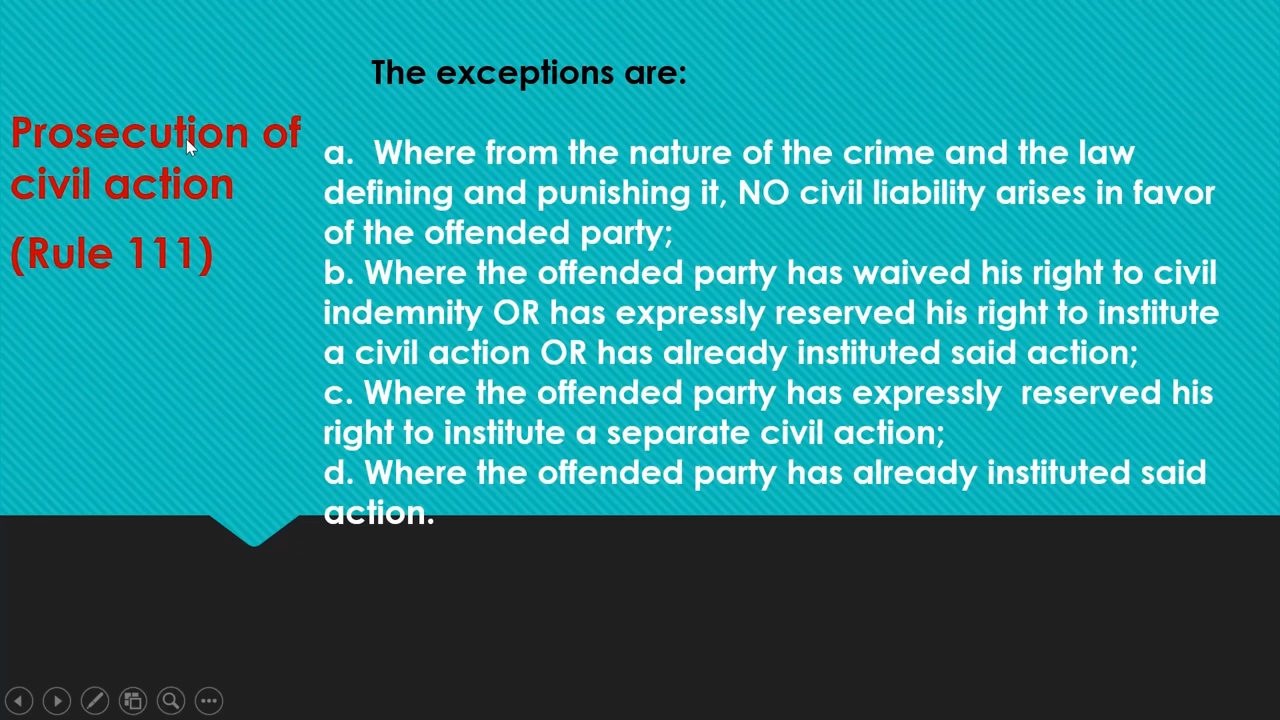 The exceptions are:
Prosecution of
civil action
(Rule 111)
a.  Where from the nature of the crime and the law
defining and punishing it, NO civil liability arises in favor
of the offended party;
b. Where the offended party has waived his right to civil
indemnity OR has expressly reserved his right to institute
a civil action OR has already instituted said action;
c. Where the offended party has expressly  reserved his
right to institute a separate civil action;
d. Where the offended party has already instituted said
action.